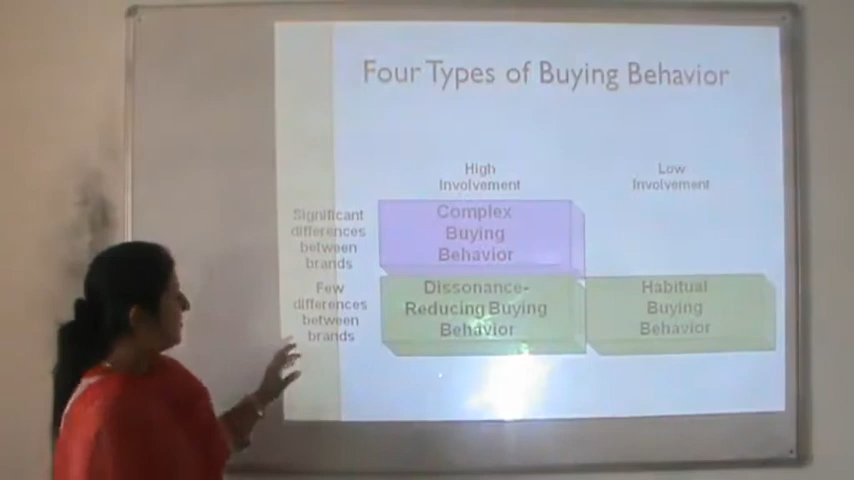 Four Types of Buying Behavior
High
Involvement
Low
Involvement
Significant
differences
between
brands
Complex
Buying
Behavior
Few
differences
between
brands
Dissonance-
Reducing Buying
Behavior
Habitual
Buying
Behavior